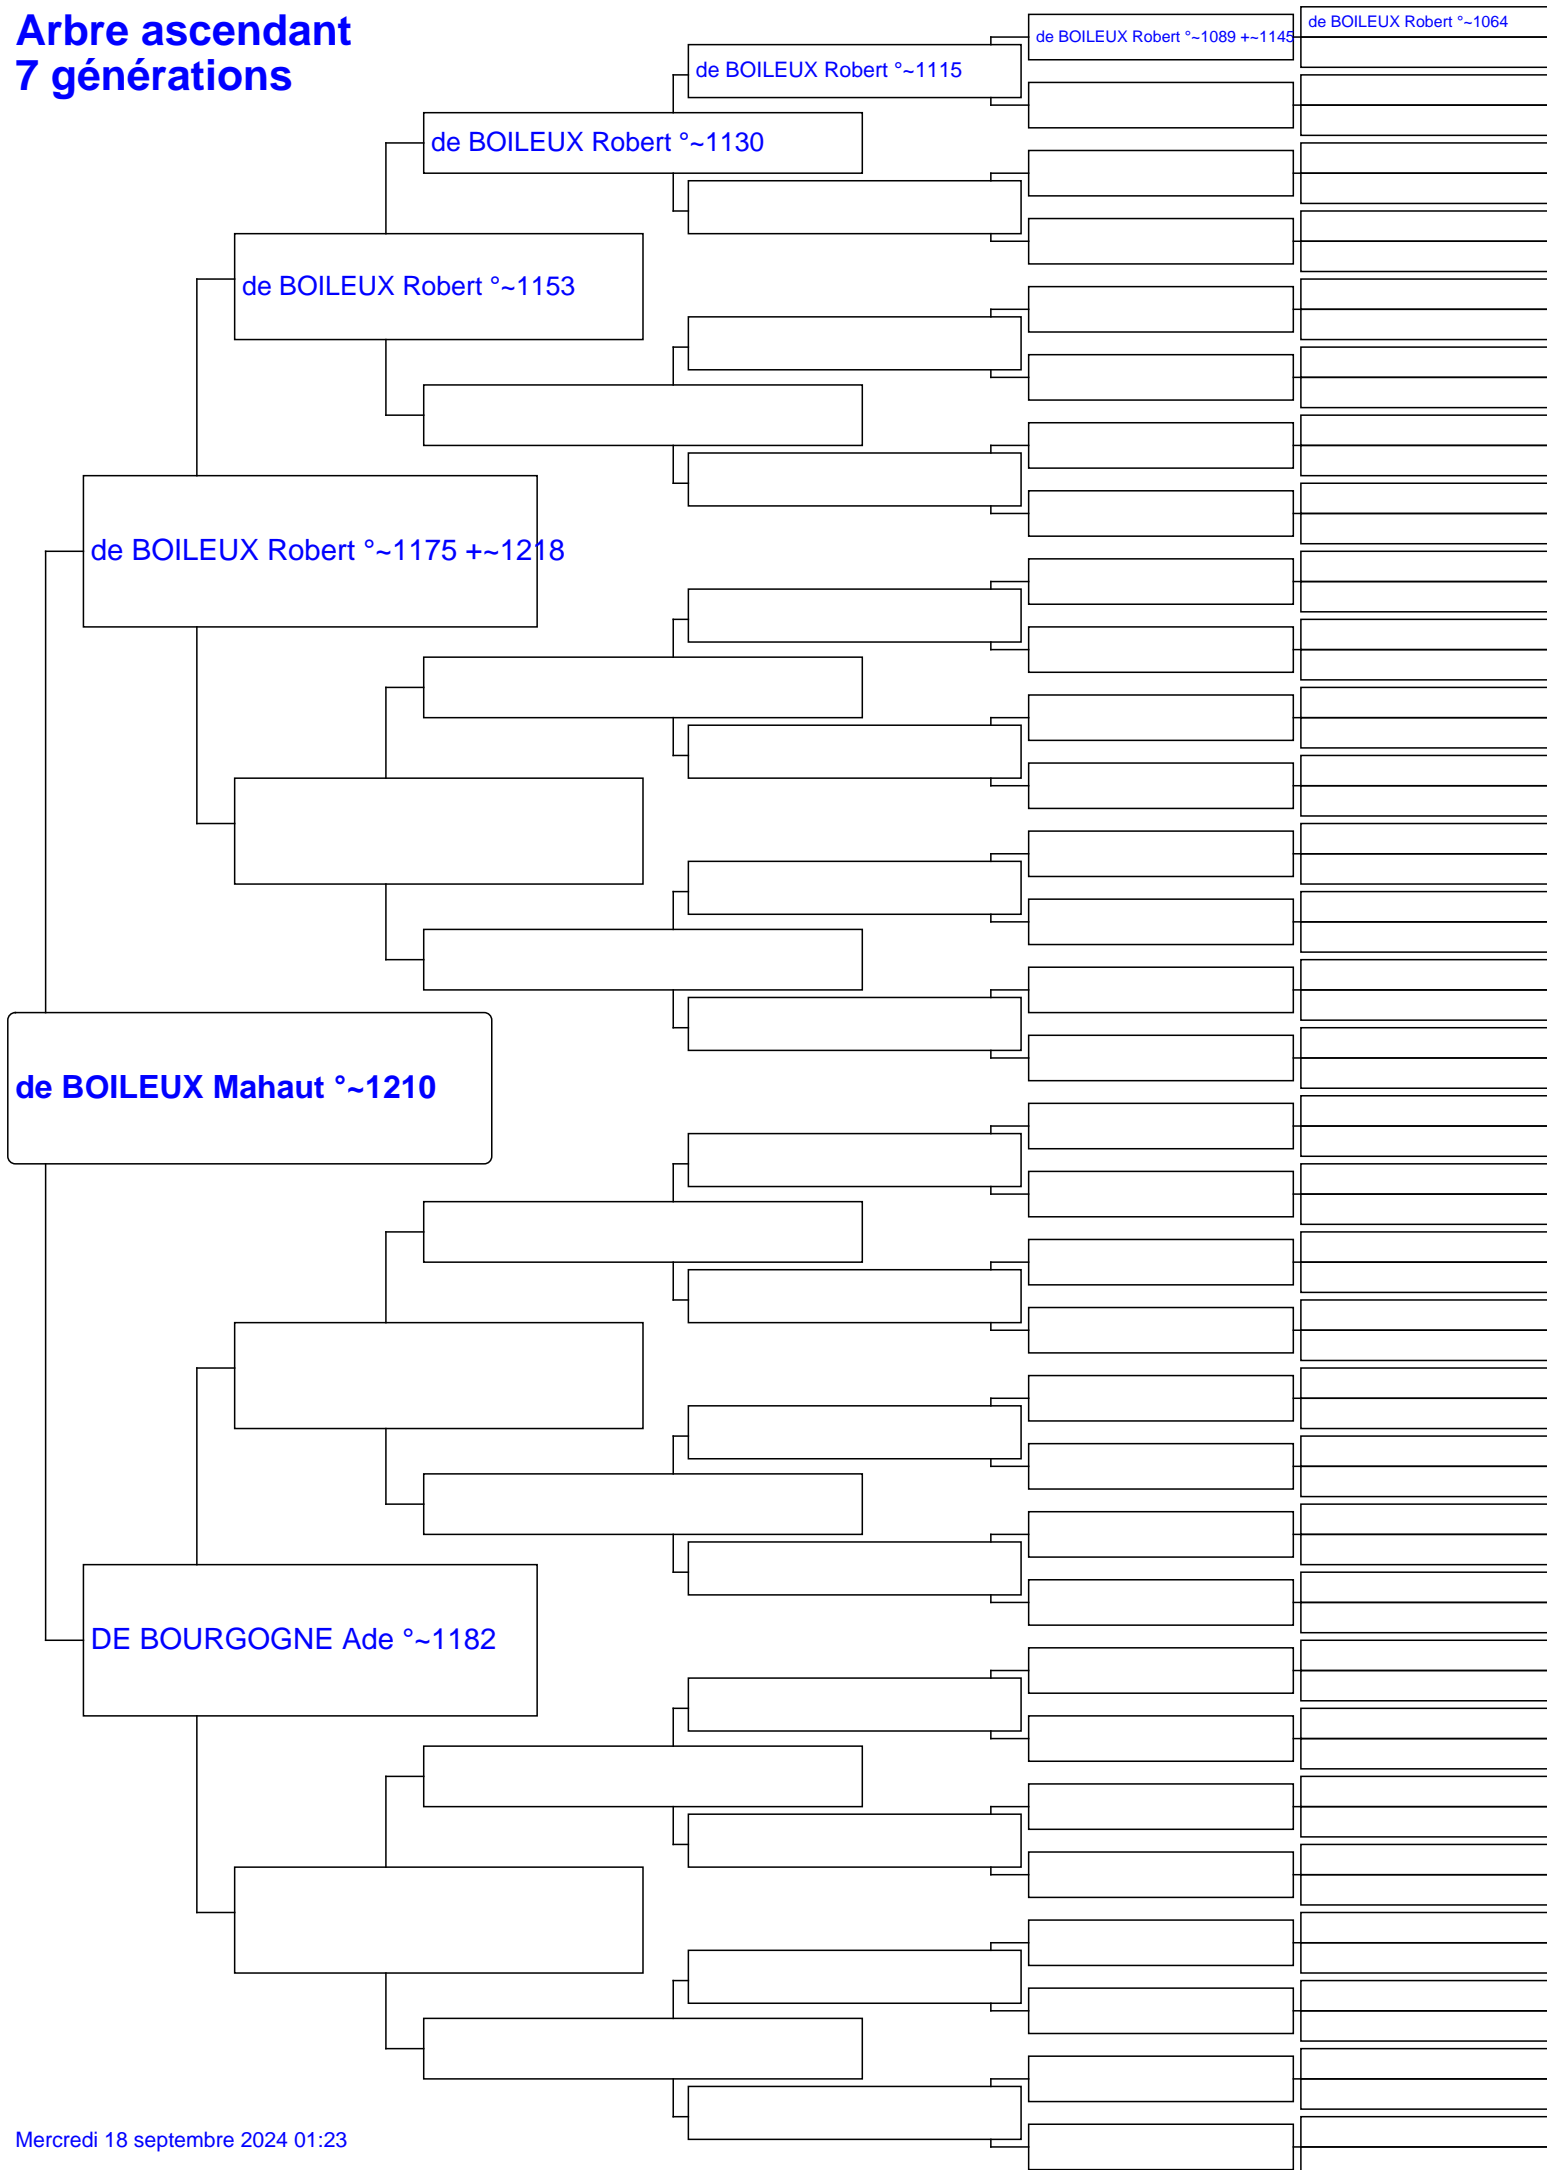 Arbre ascendant
7 générations
de BOILEUX Robert °~1064
de BOILEUX Robert °~1089 +~1145
de BOILEUX Robert °~1115
de BOILEUX Robert °~1130
de BOILEUX Robert °~1153
de BOILEUX Robert °~1175 +~1218
de BOILEUX Mahaut °~1210
DE BOURGOGNE Ade °~1182
Mercredi 18 septembre 2024 01:23